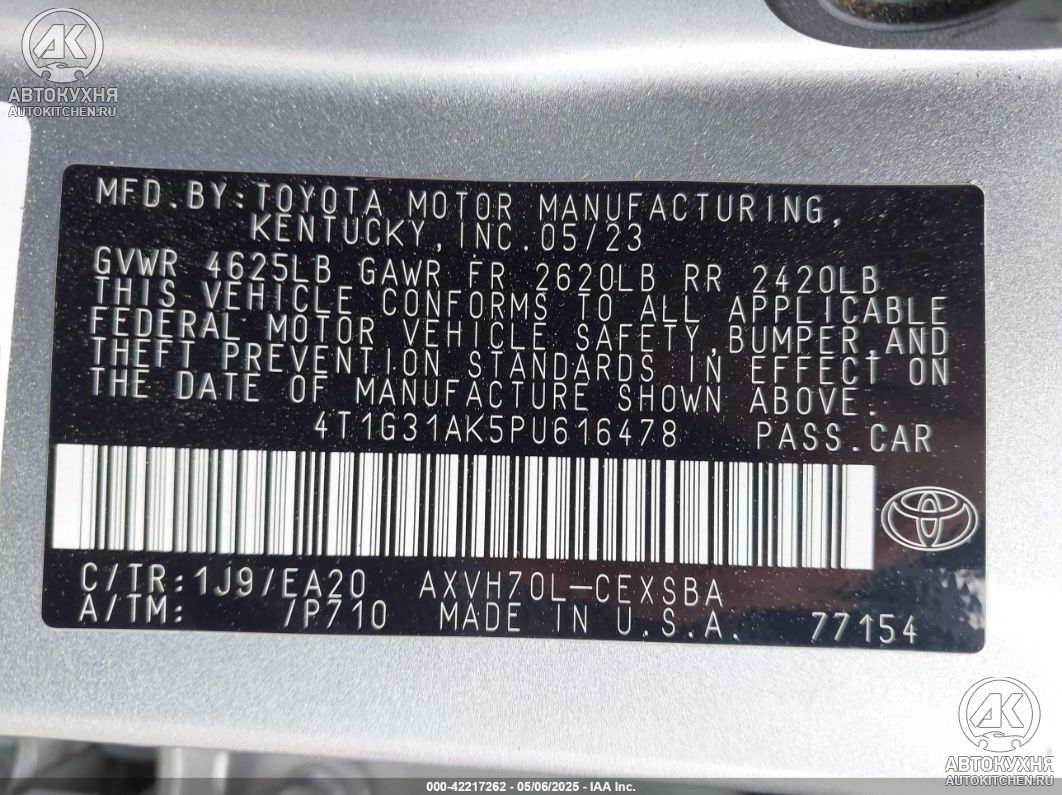 АК
АВТОКУХНЯ
AUTOKITCHEN.RU
MFD.BY:TOYOTA MOTOR MANUFACTURING,
KENTUCKY,INC.05/23
GVWR 4625LB GAWR FR 2620LB RR 2420LB
THIS VEHICLE CONFORMS TO ALL APPLICABLE
FEDERAL MOTOR VEHICLE SAFETY,BUMPER,AND
THEFT PREVENTION STANDARDS IN EFFECT ON
THE DATE OF MANUFACTURE SHOWN ABOVE.
4T1G31AK5PU616478 PASS.CAR
C/TR:1J9/EA20 AXVH70L-CEXSBA
A/TM: /P710 MADE IN U.S.A. 77154
АК
АВТОКУХНЯ
AUTOKITCHEN.RU
000-42217262 - 05/06/2025 - IAA Inc.